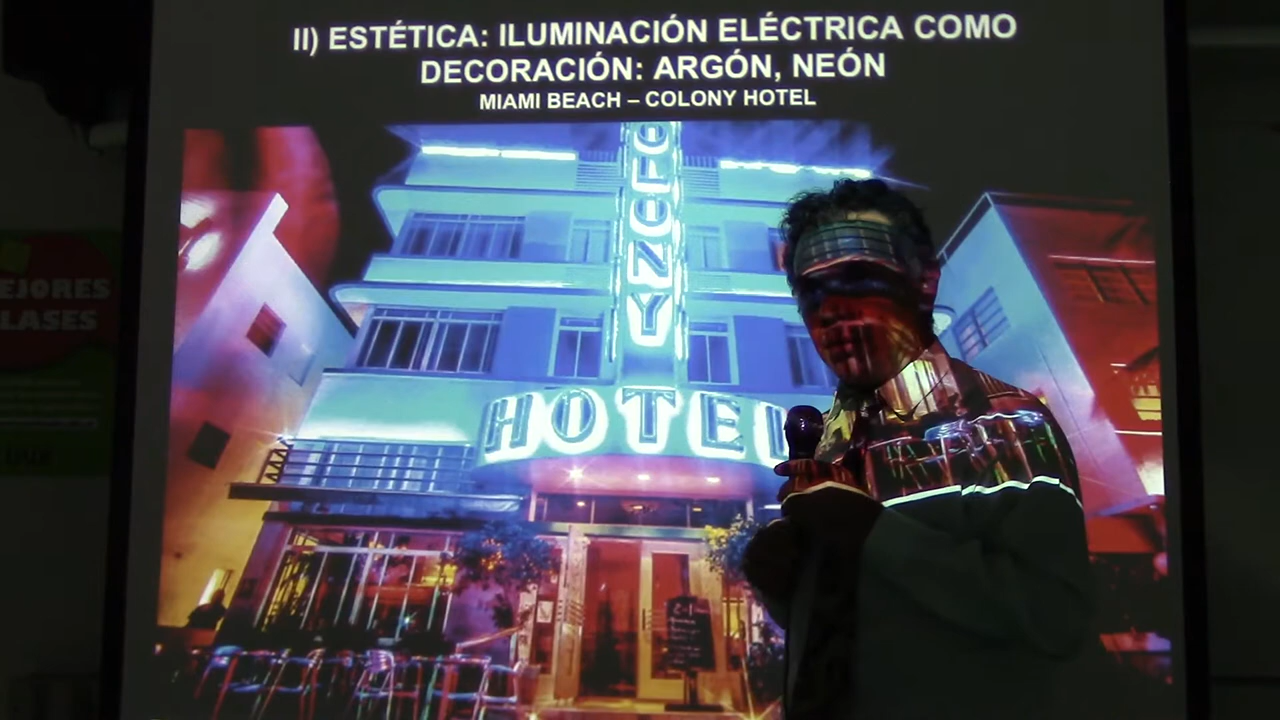 II) ESTÉTICA: ILUMINACIÓN ELÉCTRICA COMO
DECORACIÓN: ARGÓN, NEÓN
MIAMI BEACH – COLONY HOTEL
OLONY
HOTEL
EJORES
LASES